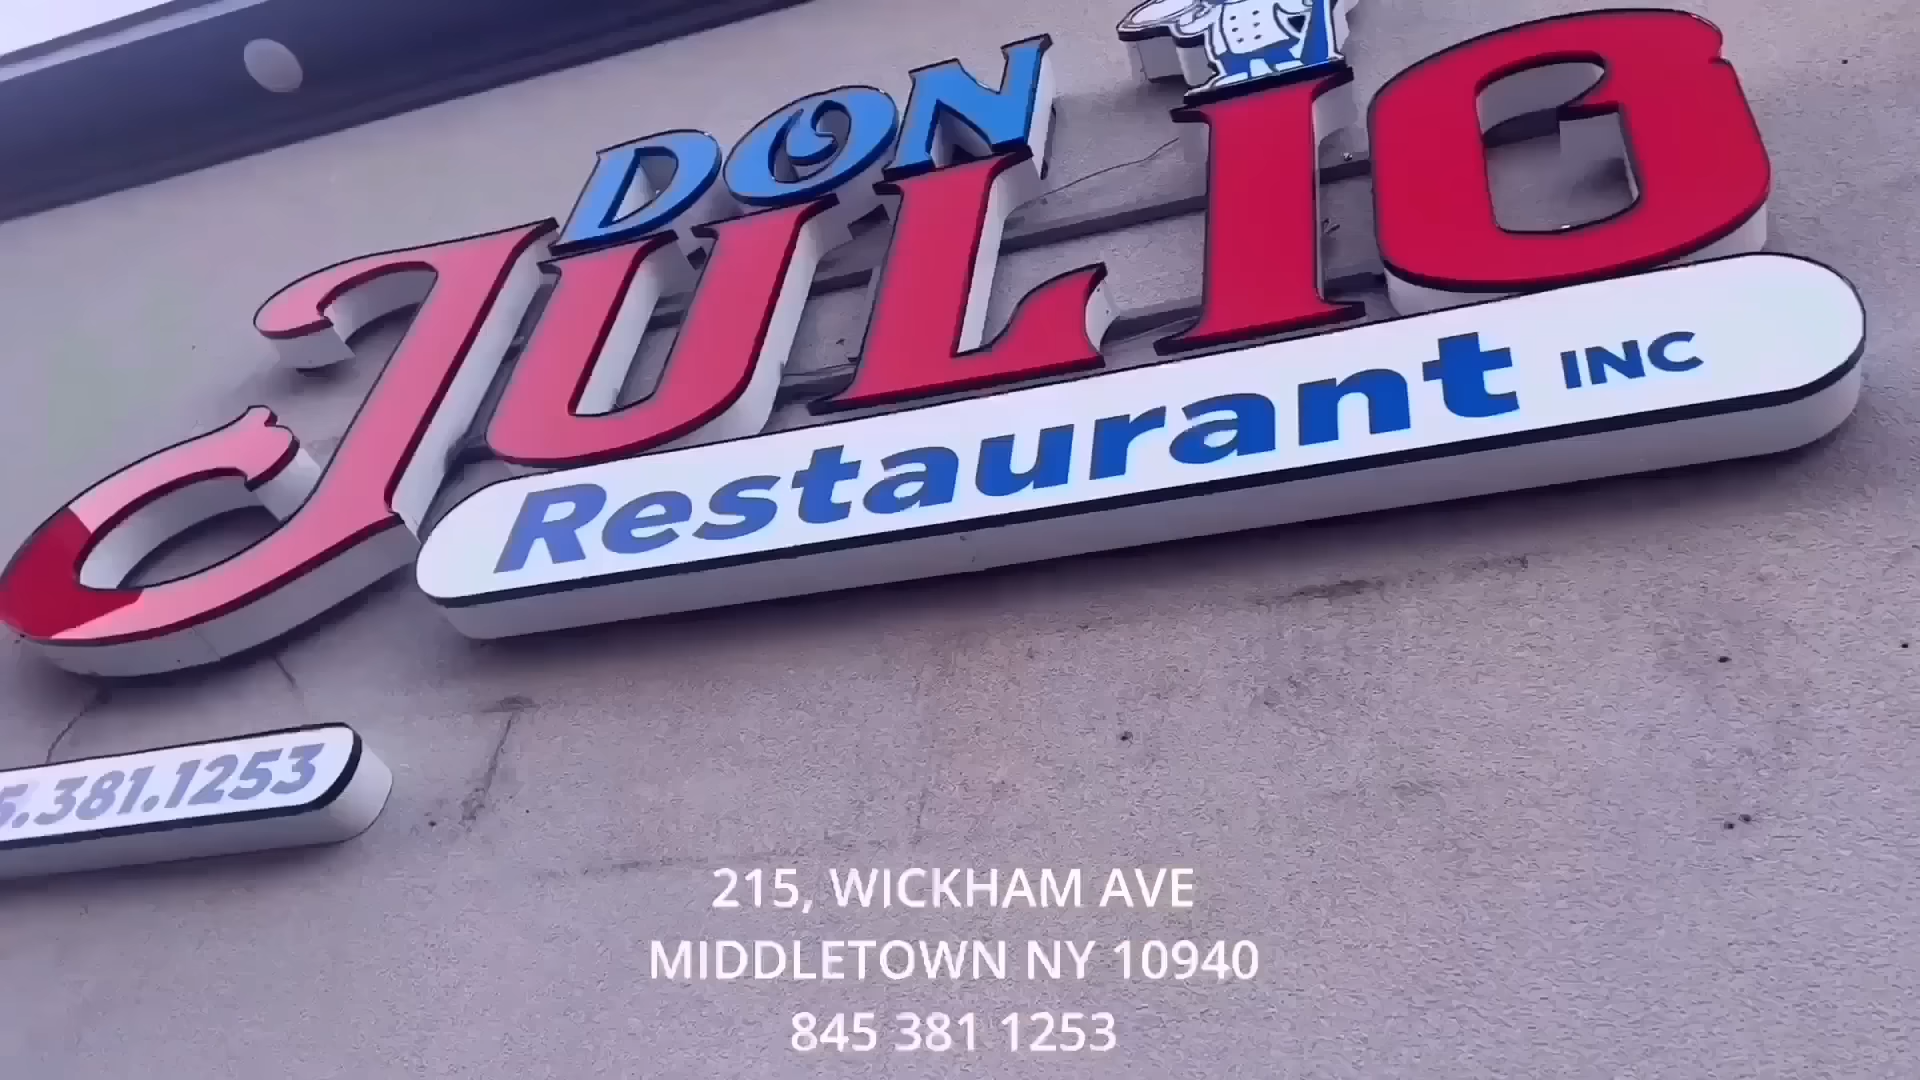 DON
JULIO
Restaurant INC
5.381.1253
215, WICKHAM AVE
MIDDLETOWN NY 10940
845 381 1253